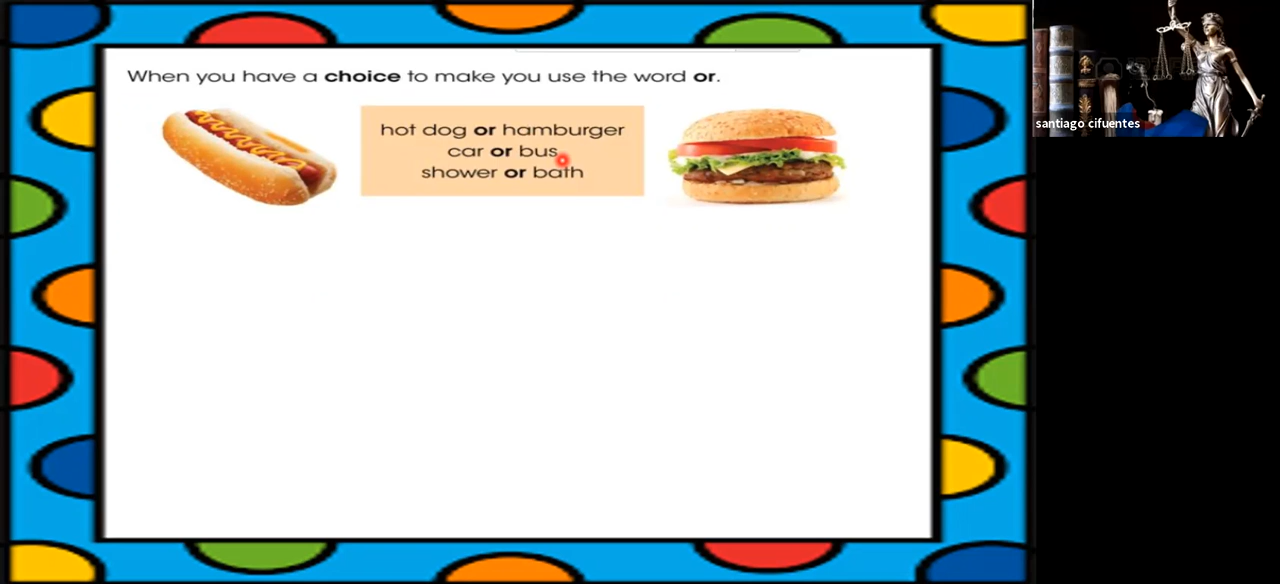 When you have a choice to make you use the word or.
hot dog or hamburger
car or bus
shower or bath
santiago cifuentes